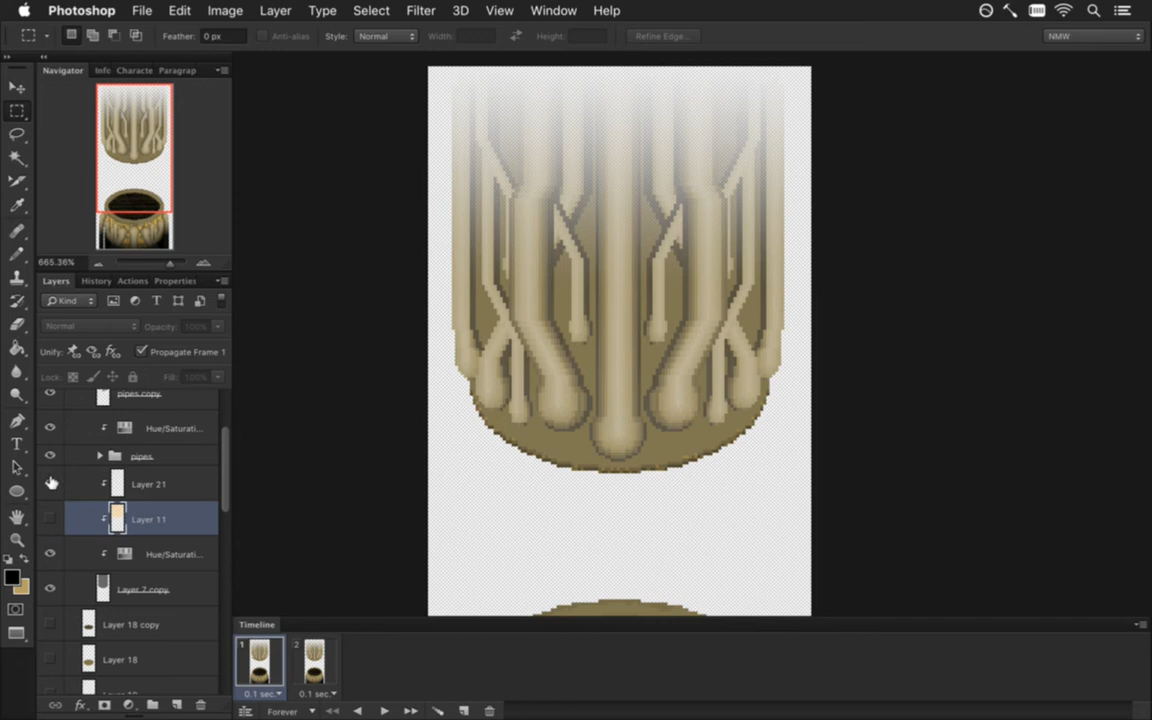 Photoshop File Edit Image Layer Type Select Filter 3D View Window Help
Feather: 0 px Anti-alias Style: Normal Width: Height: Refine Edge... NMW
Navigator Info Characte Paragrap
665.36%
Layers History Actions Properties
Kind
Normal Opacity: 100%
Unify: Propagate Frame 1
Lock: Fill: 100%
pipes copy
Hue/Saturati...
pipes
Layer 21
Layer 11
Hue/Saturati...
Layer 7 copy
Layer 18 copy
Layer 18
Timeline
1 2
0.1 sec. 0.1 sec.
Forever